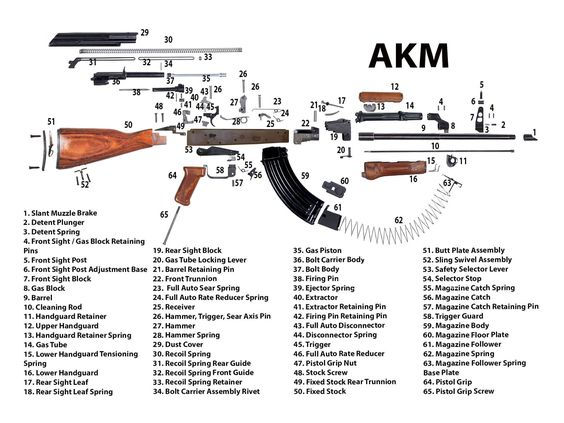 AKM
29
30
31
32
34
33
36
37
35
38
39
40
41
42
43
44
45
46
26
24
28
27
25
23
26
48
49
47
51
50
52
53
54
55
56
57
58
64
65
59
60
61
62
63
22
21
18
20
17
19
12
13
14
11
15
16
10
9
8
7
6
5
4
3
2
1
1. Slant Muzzle Brake
2. Detent Plunger
3. Detent Spring
4. Front Sight / Gas Block Retaining
Pins
5. Front Sight Post
6. Front Sight Post Adjustment Base
7. Front Sight Block
8. Gas Block
9. Barrel
10. Cleaning Rod
11. Handguard Retainer
12. Upper Handguard
13. Handguard Retainer Spring
14. Gas Tube
15. Lower Handguard Tensioning
Spring
16. Lower Handguard
17. Rear Sight Leaf
18. Rear Sight Leaf Spring
19. Rear Sight Block
20. Gas Tube Locking Lever
21. Barrel Retaining Pin
22. Front Trunnion
23. Full Auto Sear Spring
24. Full Auto Rate Reducer Spring
25. Receiver
26. Hammer, Trigger, Sear Axis Pin
27. Hammer
28. Hammer Spring
29. Dust Cover
30. Recoil Spring
31. Recoil Spring Rear Guide
32. Recoil Spring Front Guide
33. Recoil Spring Retainer
34. Bolt Carrier Assembly Rivet
35. Gas Piston
36. Bolt Carrier Body
37. Bolt Body
38. Firing Pin
39. Ejector Spring
40. Extractor
41. Extractor Retaining Pin
42. Firing Pin Retaining Pin
43. Full Auto Disconnector
44. Disconnector Spring
45. Trigger
46. Full Auto Rate Reducer
47. Pistol Grip Nut
48. Stock Screw
49. Fixed Stock Rear Trunnion
50. Fixed Stock
51. Butt Plate Assembly
52. Sling Swivel Assembly
53. Safety Selector Lever
54. Selector Stop
55. Magazine Catch Spring
56. Magazine Catch
57. Magazine Catch Retaining Pin
58. Trigger Guard
58. Magazine Body
60. Magazine Floor Plate
61. Magazine Follower
62. Magazine Spring
63. Magazine Follower Spring
Base Plate
64. Pistol Grip
65. Pistol Grip Screw